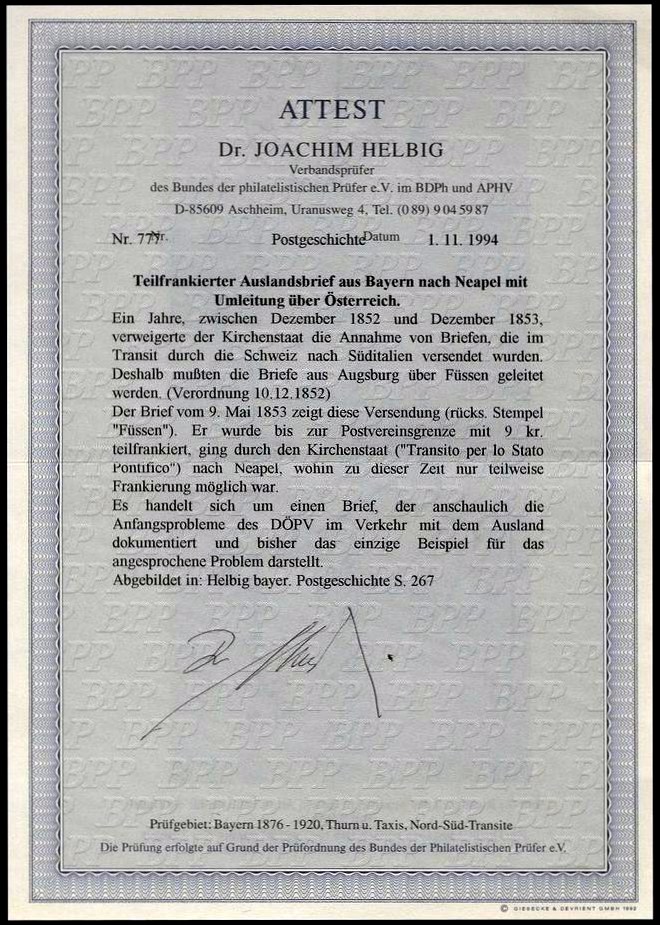 ATTEST
Dr. JOACHIM HELBIG
Verbandsprüfer
des Bundes der philatelistischen Prüfer e.V. im BDPh und APHV
D-85609 Aschheim, Uranusweg 4, Tel. (0 89) 9 04 59 87
Nr. 777 Nr. Postgeschichte Datum 1. 11. 1994
Teilfrankierter Auslandsbrief aus Bayern nach Neapel mit
Umleitung über Österreich.
Ein Jahre, zwischen Dezember 1852 und Dezember 1853,
verweigerte der Kirchenstaat die Annahme von Briefen, die im
Transit durch die Schweiz nach Süditalien versendet wurden.
Deshalb mußten die Briefe aus Augsburg über Füssen geleitet
werden. (Verordnung 10.12.1852)
Der Brief vom 9. Mai 1853 zeigt diese Versendung (rücks. Stempel
"Füssen"). Er wurde bis zur Postvereinsgrenze mit 9 kr.
teilfrankiert, ging durch den Kirchenstaat ("Transito per lo Stato
Pontifico") nach Neapel, wohin zu dieser Zeit nur teilweise
Frankierung möglich war.
Es handelt sich um einen Brief, der anschaulich die
Anfangsprobleme des DÖPV im Verkehr mit dem Ausland
dokumentiert und bisher das einzige Beispiel für das
angesprochene Problem darstellt.
Abgebildet in: Helbig bayer. Postgeschichte S. 267
Prüfgebiet: Bayern 1876 - 1920, Thurn u. Taxis, Nord-Süd-Transite
Die Prüfung erfolgte auf Grund der Prüfordnung des Bundes der Philatelistischen Prüfer e.V.
© GIESECKE & DEVRIENT GMBH 1992